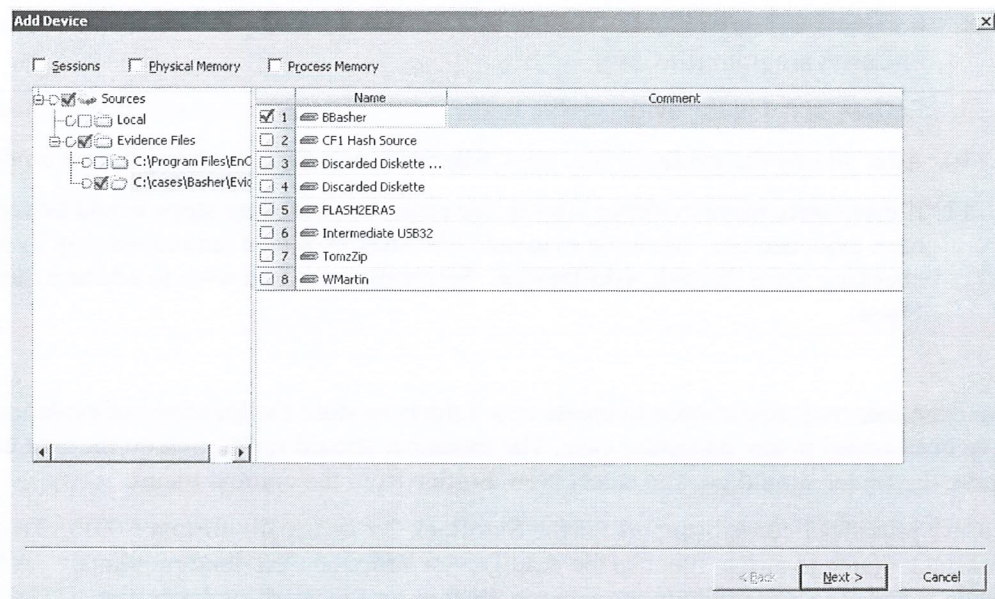 Add Device
Sessions Physical Memory Process Memory
Sources
Local
Evidence Files
C:\Program Files\EnC
C:\cases\Basher\Evic
Name Comment
1 BBasher
2 CF1 Hash Source
3 Discarded Diskette ...
4 Discarded Diskette
5 FLASH2ERAS
6 Intermediate USB32
7 TomzZip
8 WMartin
< Back Next > Cancel